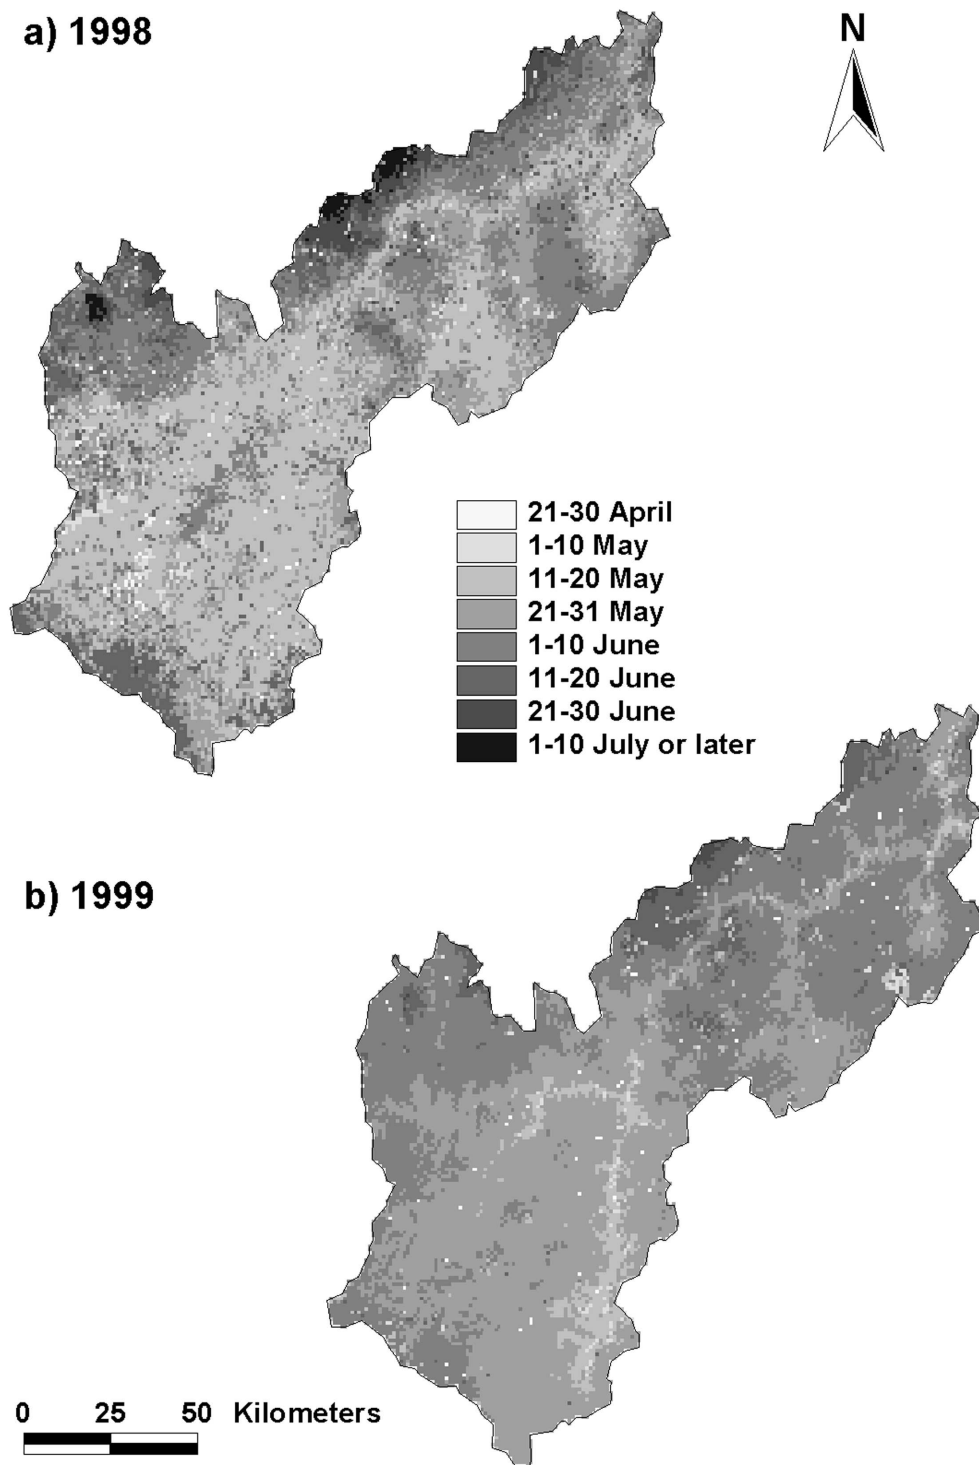 a) 1998
N
21-30 April
1-10 May
11-20 May
21-31 May
1-10 June
11-20 June
21-30 June
1-10 July or later
b) 1999
0 25 50 Kilometers